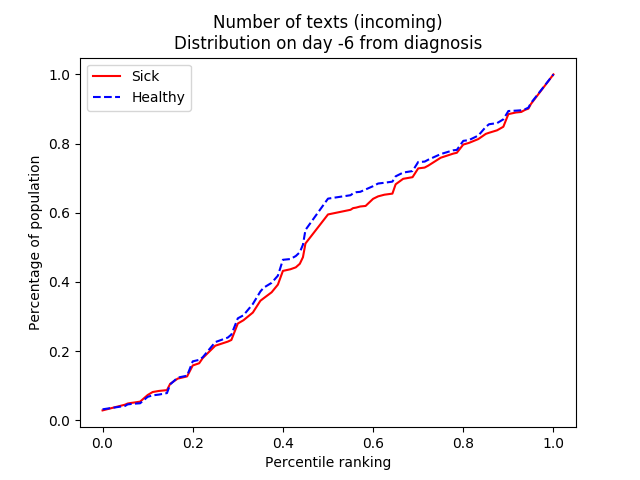 Number of texts (incoming)
Distribution on day -6 from diagnosis
Sick
Healthy
Percentage of population
1.0
0.8
0.6
0.4
0.2
0.0
0.0 0.2 0.4 0.6 0.8 1.0
Percentile ranking